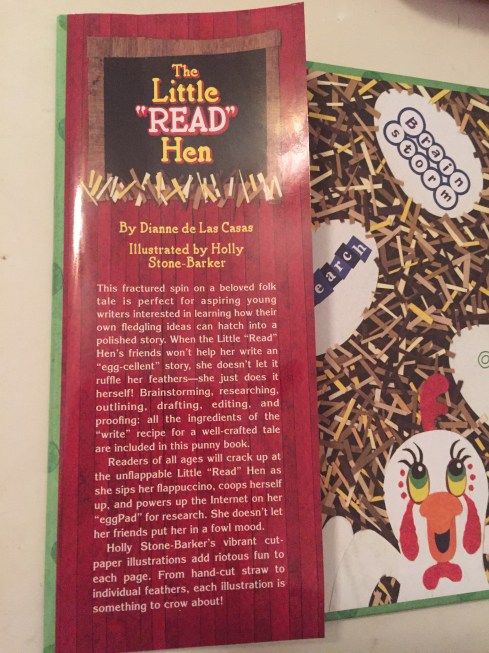 The
Little
"READ"
Hen
By Dianne de Las Casas
Illustrated by Holly
Stone-Barker
This fractured spin on a beloved folk
tale is perfect for aspiring young
writers interested in learning how their
own fledgling ideas can hatch into a
polished story. When the Little "Read"
Hen's friends won't help her write an
"egg-cellent" story, she doesn't let it
ruffle her feathers—she just does it
herself! Brainstorming, researching,
outlining, drafting, editing, and
proofing: all the ingredients of the
"write" recipe for a well-crafted tale
are included in this punny book.
Readers of all ages will crack up at
the unflappable Little "Read" Hen as
she sips her flappuccino, coops herself
up, and powers up the Internet on her
"eggPad" for research. She doesn't let
her friends put her in a fowl mood.
Holly Stone-Barker's vibrant cut-
paper illustrations add riotous fun to
each page. From hand-cut straw to
individual feathers, each illustration is
something to crow about!
Brain
storm
earch